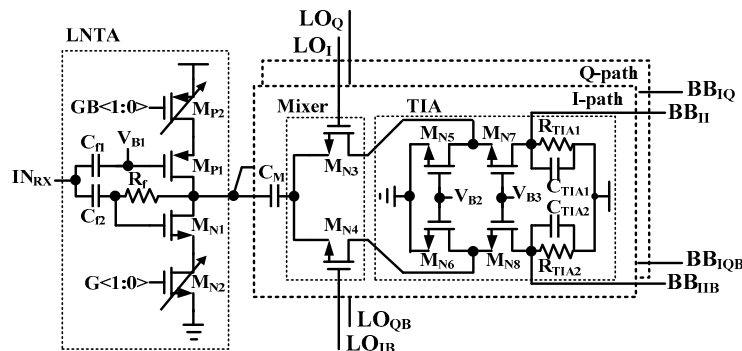 LNTA
LO_Q
LO_I
Q-path
I-path
BB_IQ
BB_II
GB<1:0>
M_P2
Mixer
TIA
C_f1
V_B1
M_P1
M_N5
M_N7
R_TIA1
IN_RX
R_f
C_M
M_N3
C_TIA1
C_f2
V_B2
V_B3
C_TIA2
M_N1
M_N4
M_N6
M_N8
R_TIA2
G<1:0>
M_N2
BB_IQB
BB_IIB
LO_QB
LO_IB